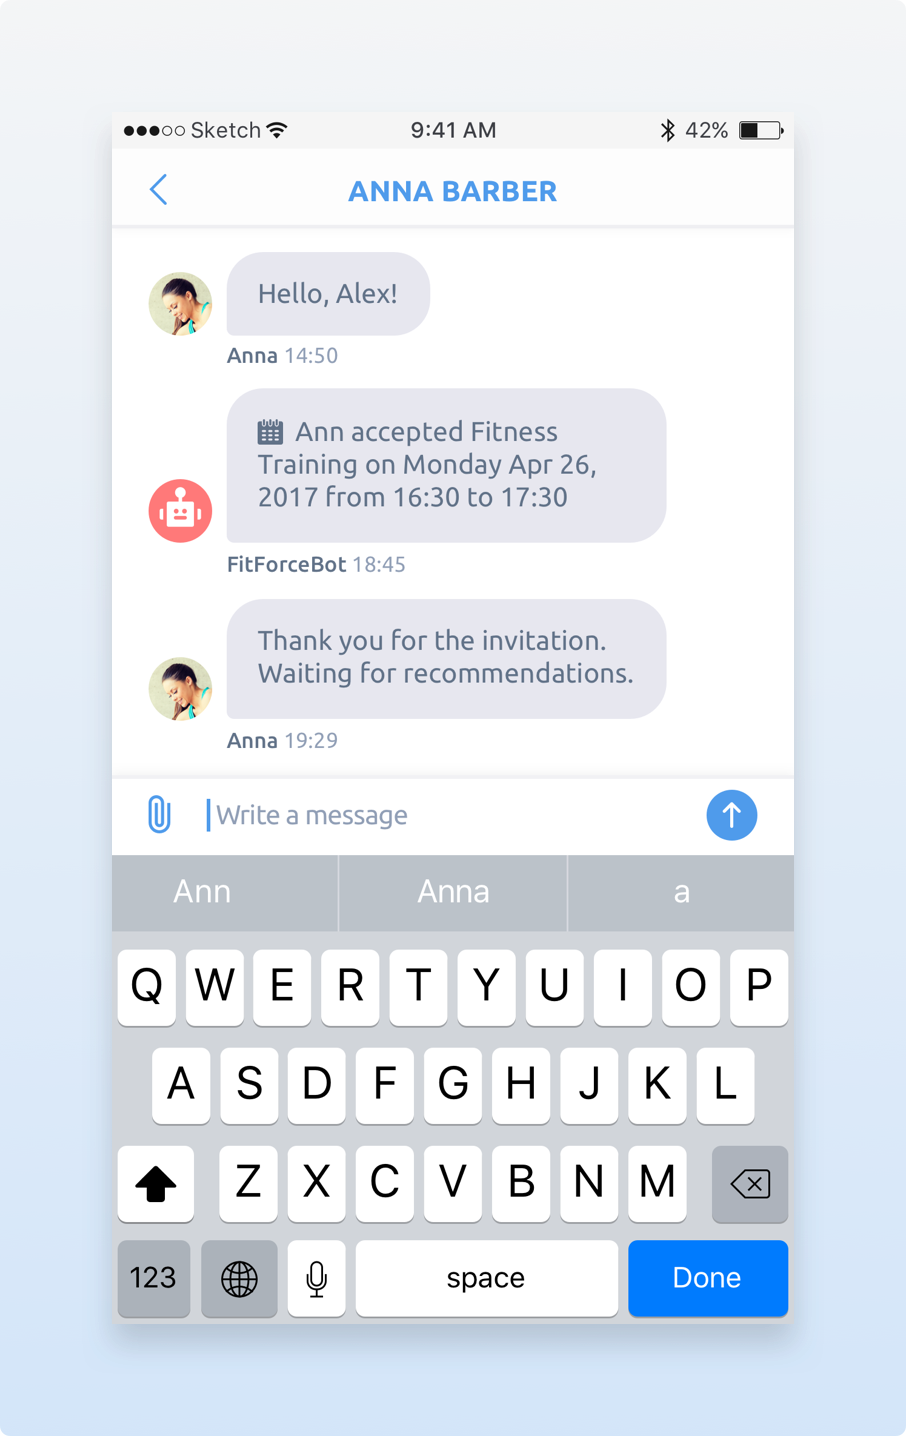 Sketch 9:41 AM 42%
ANNA BARBER
Hello, Alex!
Anna 14:50
Ann accepted Fitness
Training on Monday Apr 26,
2017 from 16:30 to 17:30
FitForceBot 18:45
Thank you for the invitation.
Waiting for recommendations.
Anna 19:29
Write a message
Ann Anna a
Q W E R T Y U I O P
A S D F G H J K L
Z X C V B N M
123 space Done